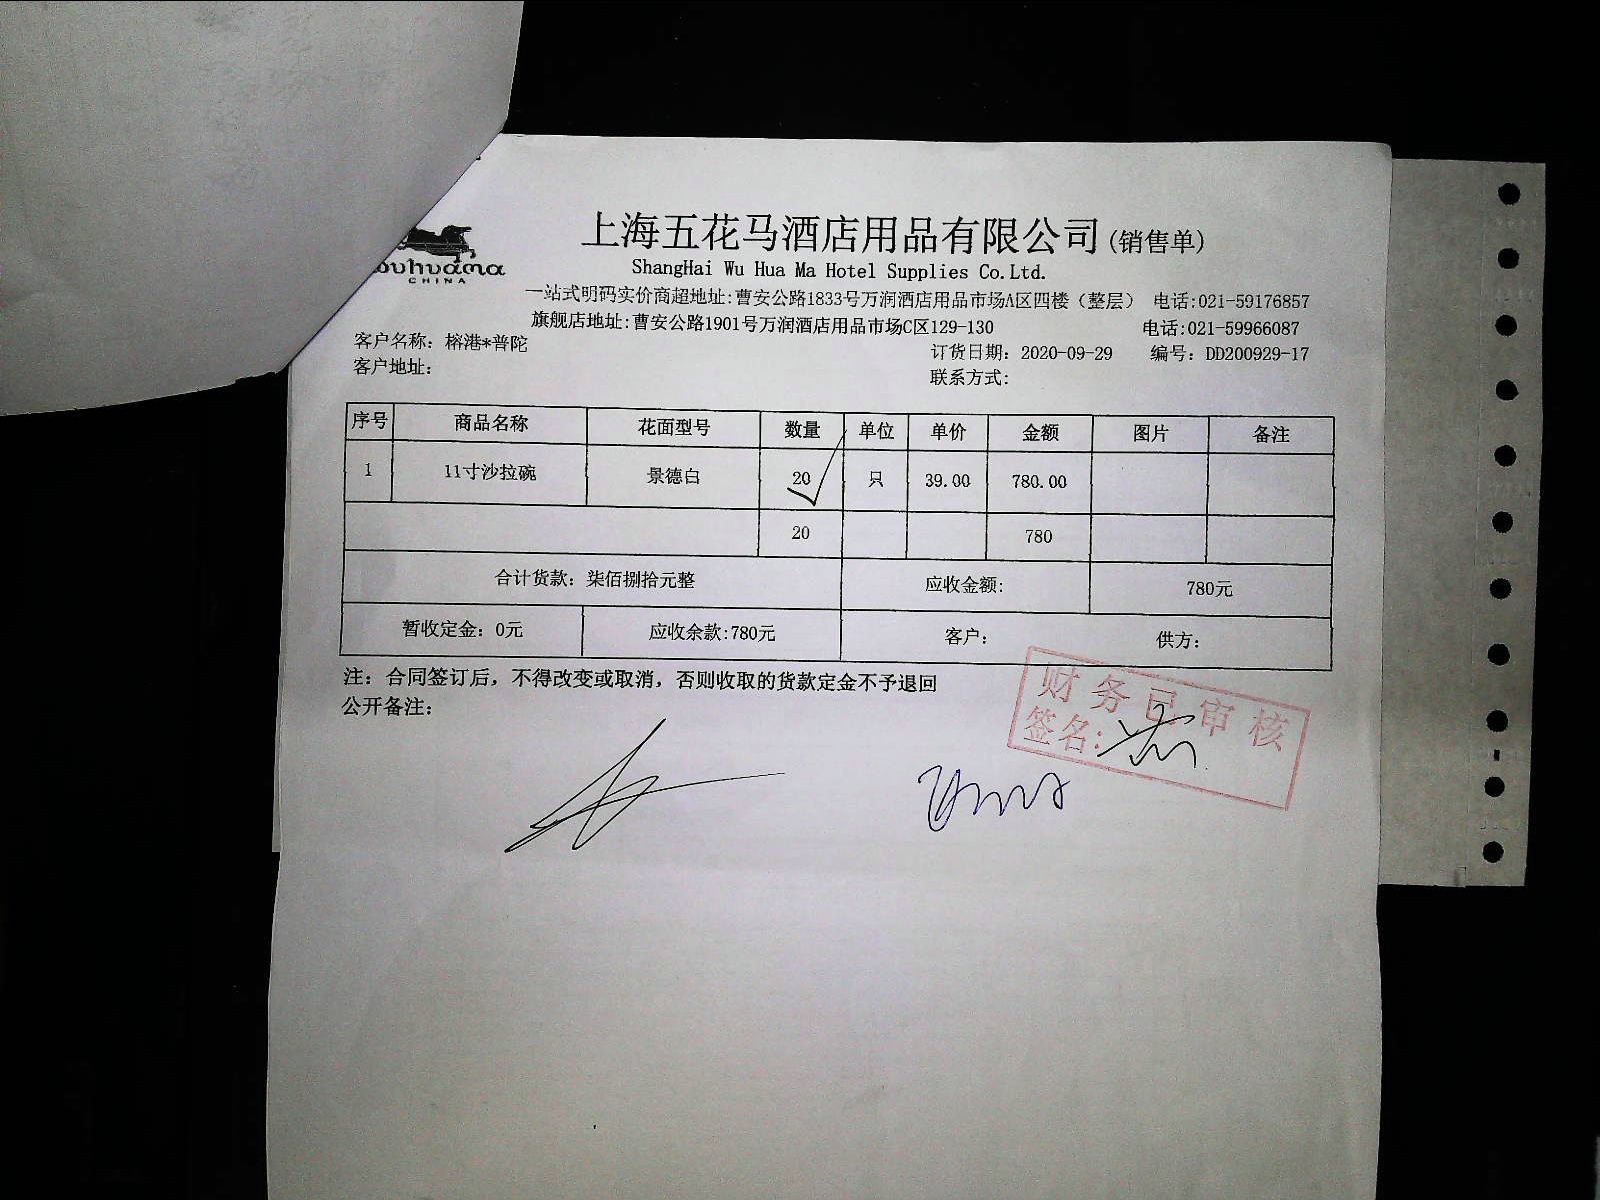 上海五花马酒店用品有限公司(销售单)
ShangHai Wu Hua Ma Hotel Supplies Co.Ltd.
CHINA
一站式明码实价商超地址:曹安公路1833号万润酒店用品市场A区四楼（整层） 电话:021-59176857
旗舰店地址:曹安公路1901号万润酒店用品市场C区129-130 电话:021-59966087
客户名称: 榕港*普陀 订货日期: 2020-09-29 编号: DD200929-17
客户地址: 联系方式:
序号 商品名称 花面型号 数量 单位 单价 金额 图片 备注
1 11寸沙拉碗 景德白 20 只 39.00 780.00
20 780
合计货款: 柒佰捌拾元整 应收金额: 780元
暂收定金: 0元 应收余款:780元 客户: 供方:
注: 合同签订后, 不得改变或取消, 否则收取的货款定金不予退回
公开备注:
财务已审核
签名: